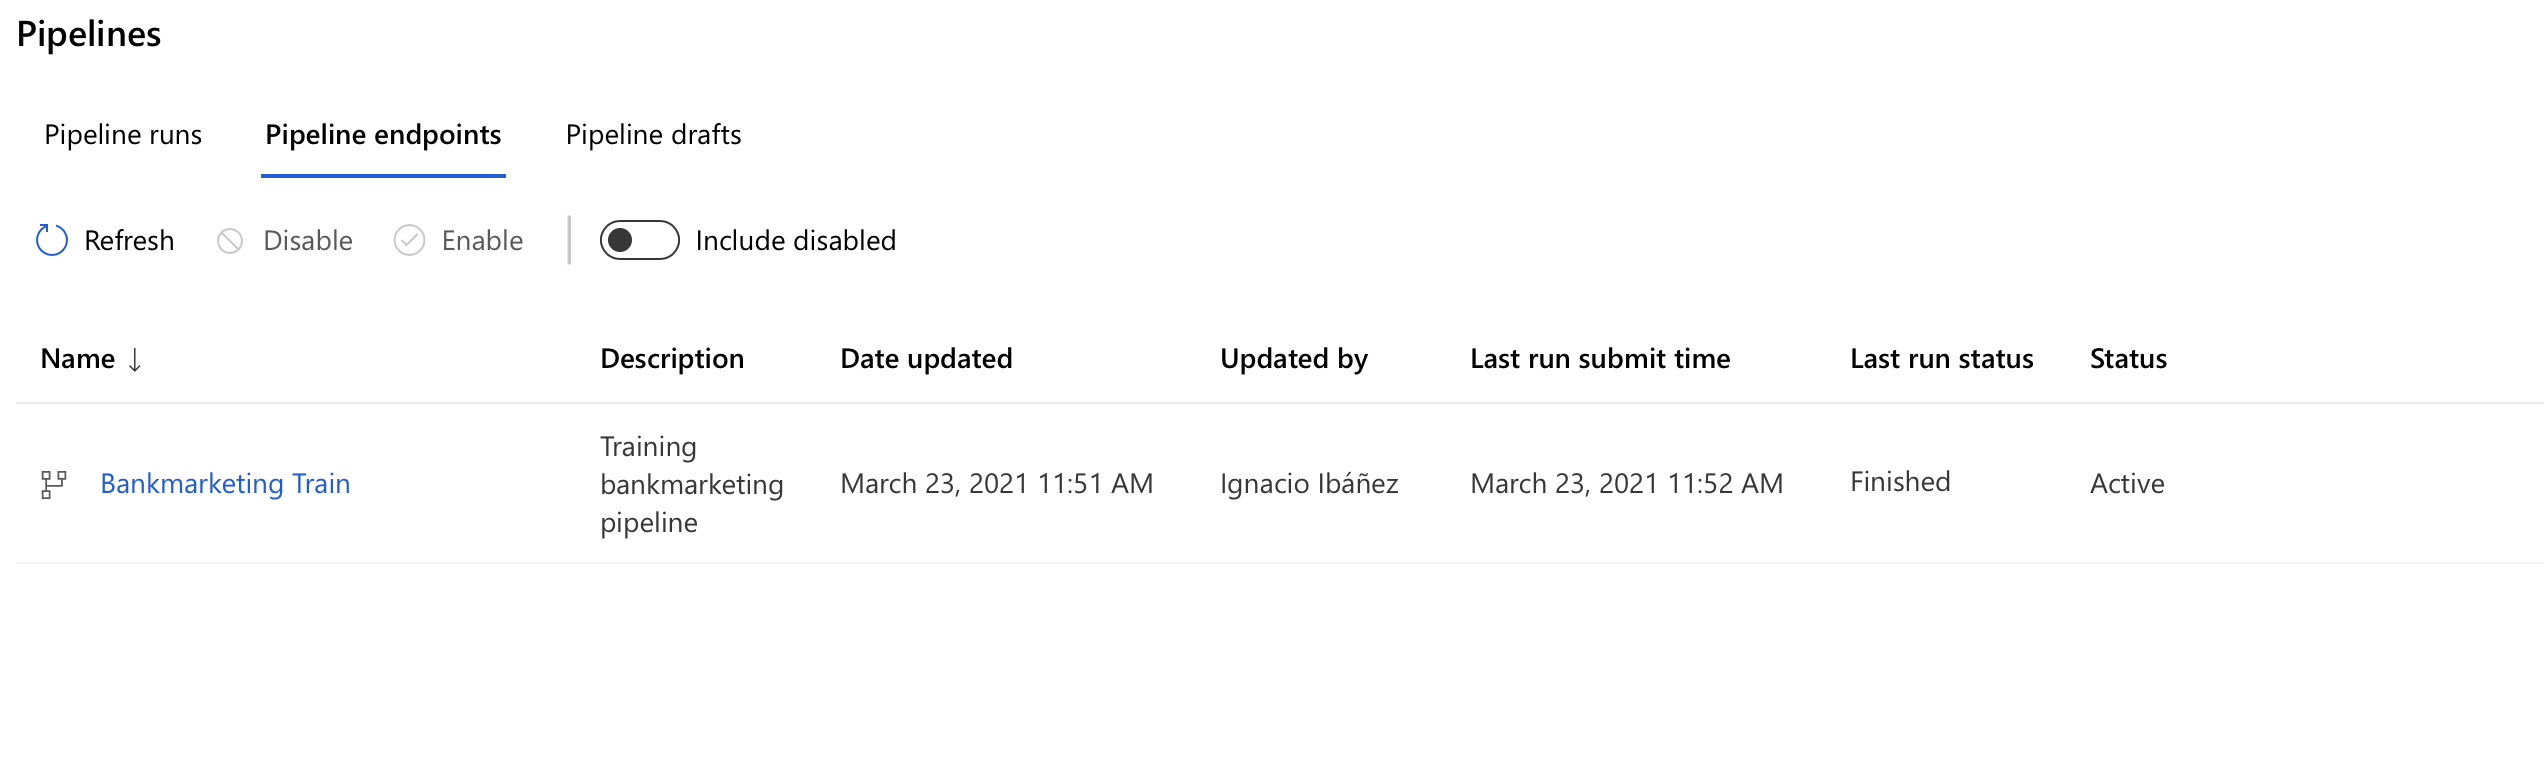 Pipelines
Pipeline runs Pipeline endpoints Pipeline drafts
Refresh Disable Enable Include disabled
Name ↓ Description Date updated Updated by Last run submit time Last run status Status
Training
Bankmarketing Train bankmarketing March 23, 2021 11:51 AM Ignacio Ibáñez March 23, 2021 11:52 AM Finished Active
pipeline